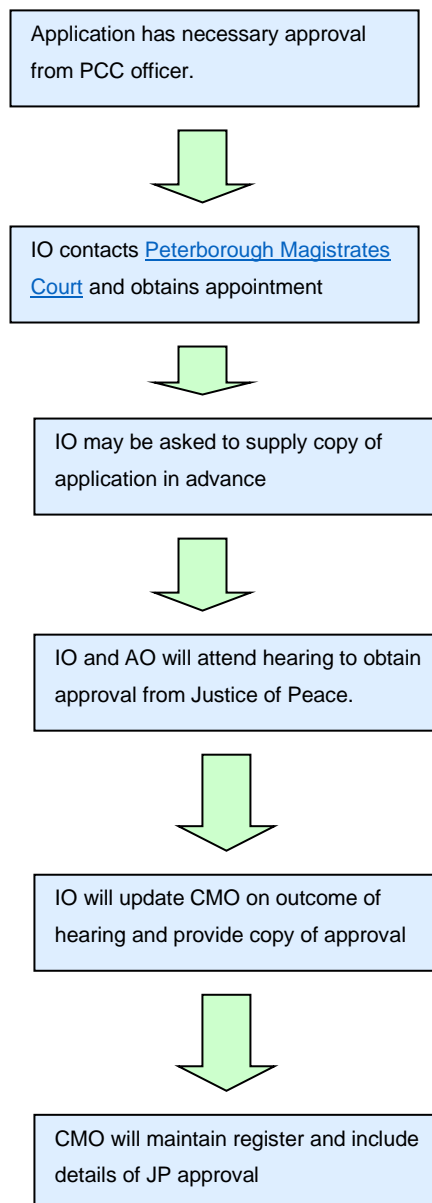 Application has necessary approval
from PCC officer.
IO contacts Peterborough Magistrates
Court and obtains appointment
IO may be asked to supply copy of
application in advance
IO and AO will attend hearing to obtain
approval from Justice of Peace.
IO will update CMO on outcome of
hearing and provide copy of approval
CMO will maintain register and include
details of JP approval